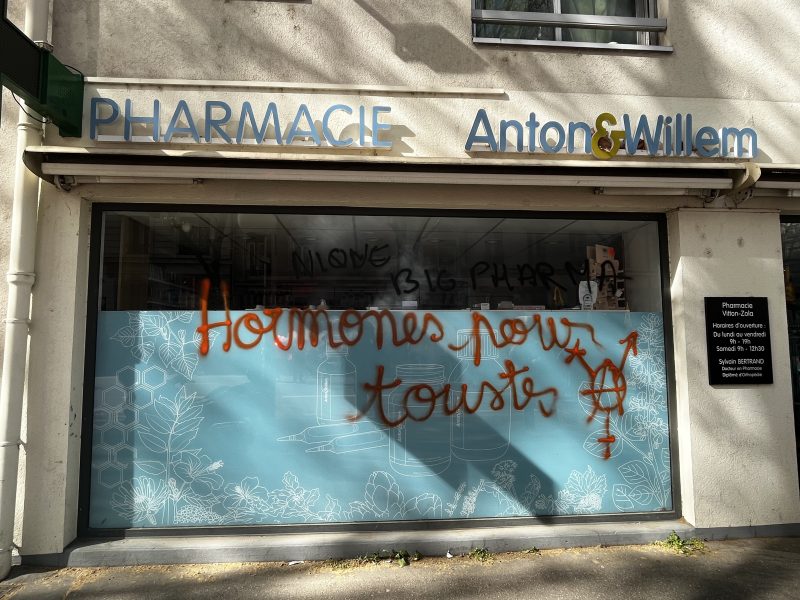 PHARMACIE Anton&Willem
BIG PHARMA
Hormones pour
toustes
Pharmacie
Vitton-Zola
Horaires d'ouverture :
Du lundi au vendredi
9h - 19h
Samedi 9h - 12h30
Sylvain BERTRAND
Docteur en Pharmacie
Diplômé d'Orthopédie